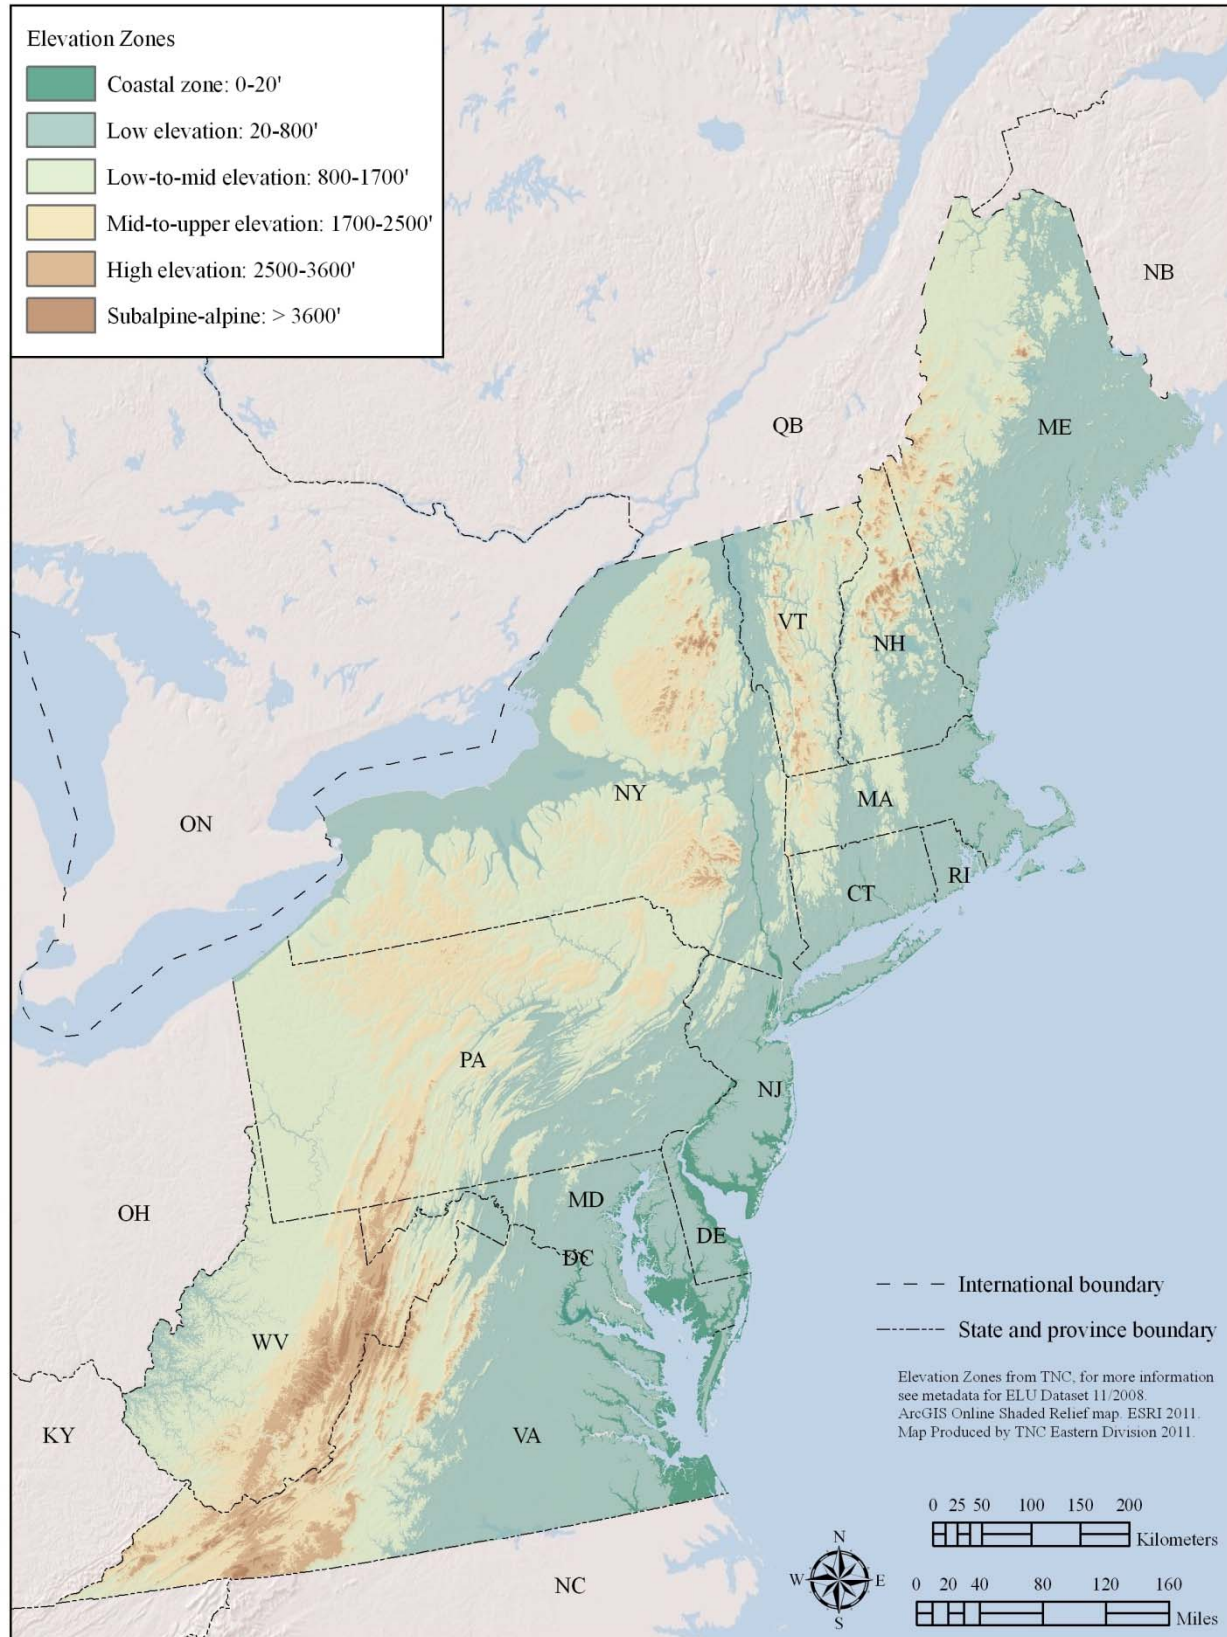 Elevation Zones
Coastal zone: 0-20'
Low elevation: 20-800'
Low-to-mid elevation: 800-1700'
Mid-to-upper elevation: 1700-2500'
High elevation: 2500-3600'
Subalpine-alpine: > 3600'
NB
QB
ME
VT
NH
NY
MA
ON
CT
RI
PA
NJ
OH
MD
DE
DC
WV
KY
VA
NC
International boundary
State and province boundary
Elevation Zones from TNC, for more information
see metadata for ELU Dataset 11/2008.
ArcGIS Online Shaded Relief map. ESRI 2011.
Map Produced by TNC Eastern Division 2011.
0 25 50 100 150 200
Kilometers
N
W E
S
0 20 40 80 120 160
Miles